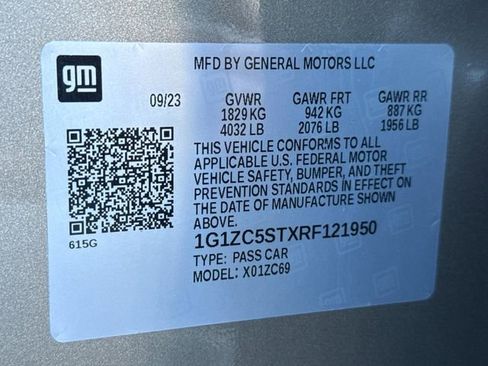 gm
MFD BY GENERAL MOTORS LLC
09/23 GVWR GAWR FRT GAWR RR
1829 KG 942 KG 887 KG
4032 LB 2076 LB 1956 LB
THIS VEHICLE CONFORMS TO ALL
APPLICABLE U.S. FEDERAL MOTOR
VEHICLE SAFETY, BUMPER, AND THEFT
PREVENTION STANDARDS IN EFFECT ON
THE DATE OF MANUFACTURE SHOWN
ABOVE.
615G
1G1ZC5STXRF121950
TYPE: PASS CAR
MODEL: X01ZC69